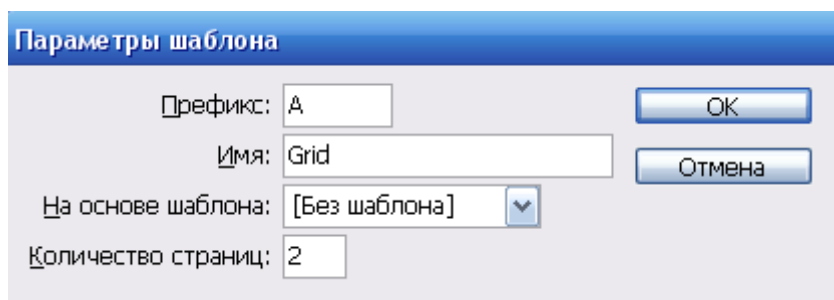 Параметры шаблона
Префикс: A OK
Имя: Grid Отмена
На основе шаблона: [Без шаблона]
Количество страниц: 2